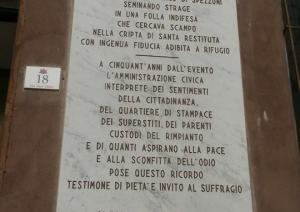 DI SPEZZONI
SEMINANDO STRAGE
IN UNA FOLLA INDIFESA
CHE CERCAVA SCAMPO
NELLA CRIPTA DI SANTA RESTITUTA
CON INGENUA FIDUCIA ADIBITA A RIFUGIO
A CINQUANT'ANNI DALL'EVENTO
L'AMMINISTRAZIONE CIVICA
INTERPRETE DEI SENTIMENTI
DELLA CITTADINANZA,
DEL QUARTIERE DI STAMPACE
DEI SUPERSTITI, DEI PARENTI
CUSTODI DEL RIMPIANTO
E DI QUANTI ASPIRANO ALLA PACE
E ALLA SCONFITTA DELL'ODIO
POSE QUESTO RICORDO
TESTIMONE DI PIETA' E INVITO AL SUFFRAGIO
18